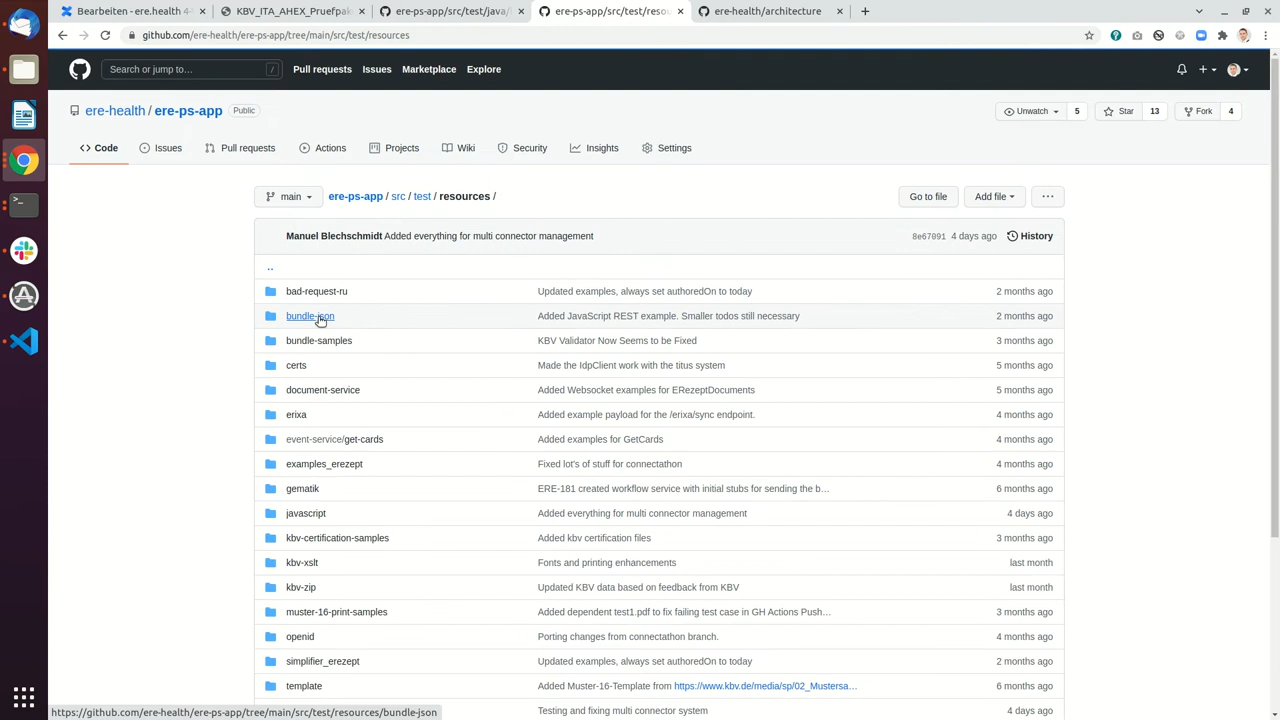 Bearbeiten - ere.health 4-
KBV_ITA_AHEX_Pruefpak
ere-ps-app/src/test/java/
ere-ps-app/src/test/resou
ere-health/architecture
github.com/ere-health/ere-ps-app/tree/main/src/test/resources
Search or jump to…
/
Pull requests
Issues
Marketplace
Explore
ere-health / ere-ps-app
Public
Unwatch
5
Star
13
Fork
4
Code
Issues
Pull requests
Actions
Projects
Wiki
Security
Insights
Settings
main
ere-ps-app / src / test / resources /
Go to file
Add file
Manuel Blechschmidt Added everything for multi connector management
8e67091 4 days ago
History
..
bad-request-ru Updated examples, always set authoredOn to today 2 months ago
bundle-json Added JavaScript REST example. Smaller todos still necessary 2 months ago
bundle-samples KBV Validator Now Seems to be Fixed 3 months ago
certs Made the IdpClient work with the titus system 5 months ago
document-service Added Websocket examples for ERezeptDocuments 5 months ago
erixa Added example payload for the /erixa/sync endpoint. 4 months ago
event-service/get-cards Added examples for GetCards 4 months ago
examples_erezept Fixed lot's of stuff for connectathon 4 months ago
gematik ERE-181 created workflow service with initial stubs for sending the b… 6 months ago
javascript Added everything for multi connector management 4 days ago
kbv-certification-samples Added kbv certification files 3 months ago
kbv-xslt Fonts and printing enhancements last month
kbv-zip Updated KBV data based on feedback from KBV last month
muster-16-print-samples Added dependent test1.pdf to fix failing test case in GH Actions Push… 3 months ago
openid Porting changes from connectathon branch. 4 months ago
simplifier_erezept Updated examples, always set authoredOn to today 2 months ago
template Added Muster-16-Template from https://www.kbv.de/media/sp/02_Mustersa… 6 months ago
Testing and fixing multi connector system 4 days ago
https://github.com/ere-health/ere-ps-app/tree/main/src/test/resources/bundle-json